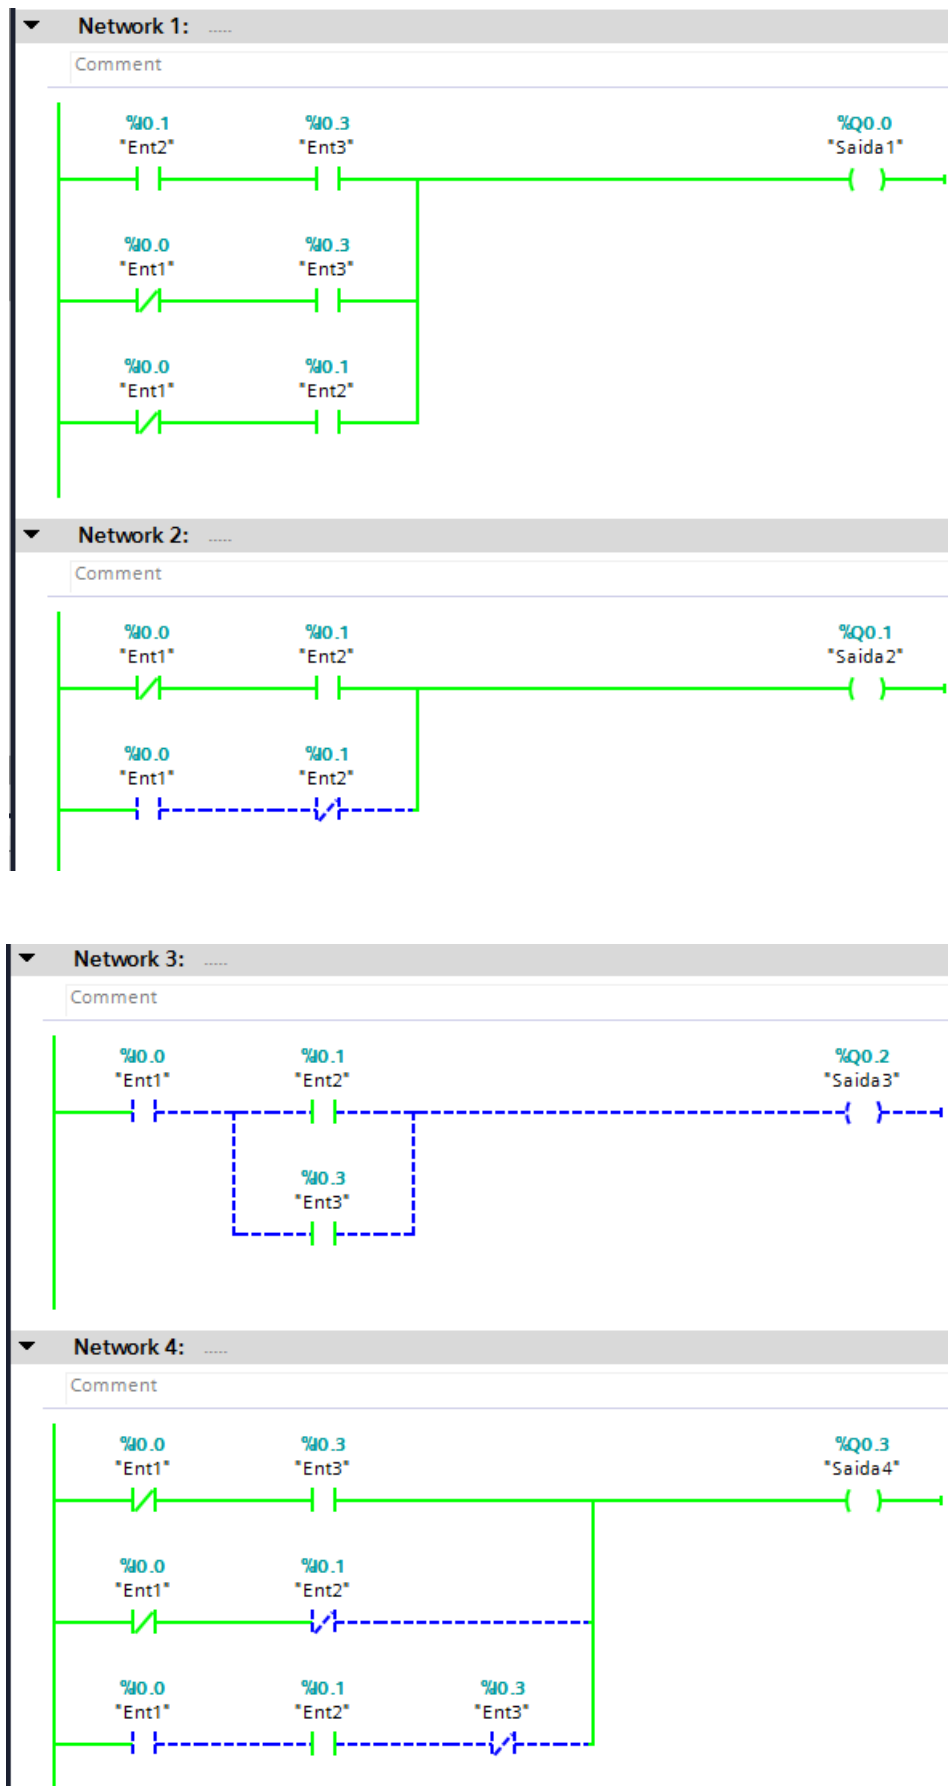 Network 1: .....
Comment
%I0.1 %I0.3 %Q0.0
"Ent2" "Ent3" "Saida1"
%I0.0 %I0.3
"Ent1" "Ent3"
%I0.0 %I0.1
"Ent1" "Ent2"
Network 2: .....
Comment
%I0.0 %I0.1 %Q0.1
"Ent1" "Ent2" "Saida2"
%I0.0 %I0.1
"Ent1" "Ent2"
Network 3: .....
Comment
%I0.0 %I0.1 %Q0.2
"Ent1" "Ent2" "Saida3"
%I0.3
"Ent3"
Network 4: .....
Comment
%I0.0 %I0.3 %Q0.3
"Ent1" "Ent3" "Saida4"
%I0.0 %I0.1
"Ent1" "Ent2"
%I0.0 %I0.1 %I0.3
"Ent1" "Ent2" "Ent3"